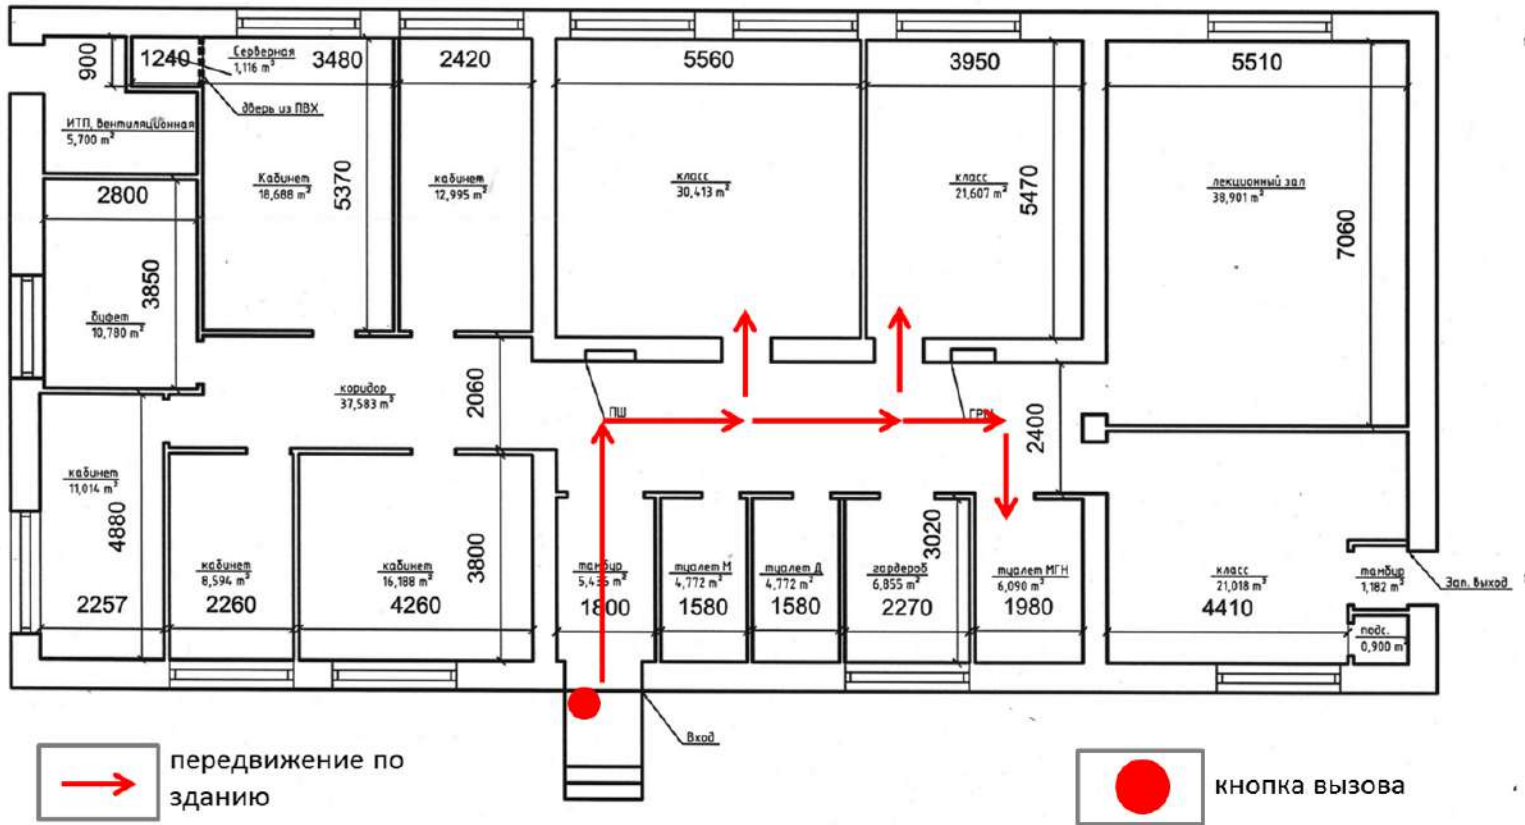 1240
Серверная
1,116 m²
3480
2420
5560
3950
5510
900
дверь из ПВХ
ИТП, Вентиляционная
5,700 m²
2800
Кабинет
18,688 m²
5370
кабинет
12,995 m²
класс
30,413 m²
класс
21,607 m²
5470
лекционный зал
38,901 m²
7060
3850
буфет
10,780 m²
коридор
37,583 m²
2060
ПШ
2400
кабинет
11,014 m²
4880
кабинет
8,594 m²
кабинет
16,188 m²
3800
тамбур
туалет М
4,772 m²
туалет Д
4,772 m²
гардероб
6,855 m²
3020
туалет МГН
6,090 m²
класс
21,018 m²
тамбур
1,182 m²
Зап. выход
2257
2260
4260
1800
1580
1580
2270
1980
4410
подс.
0,900 m²
Вход
передвижение по
зданию
кнопка вызова